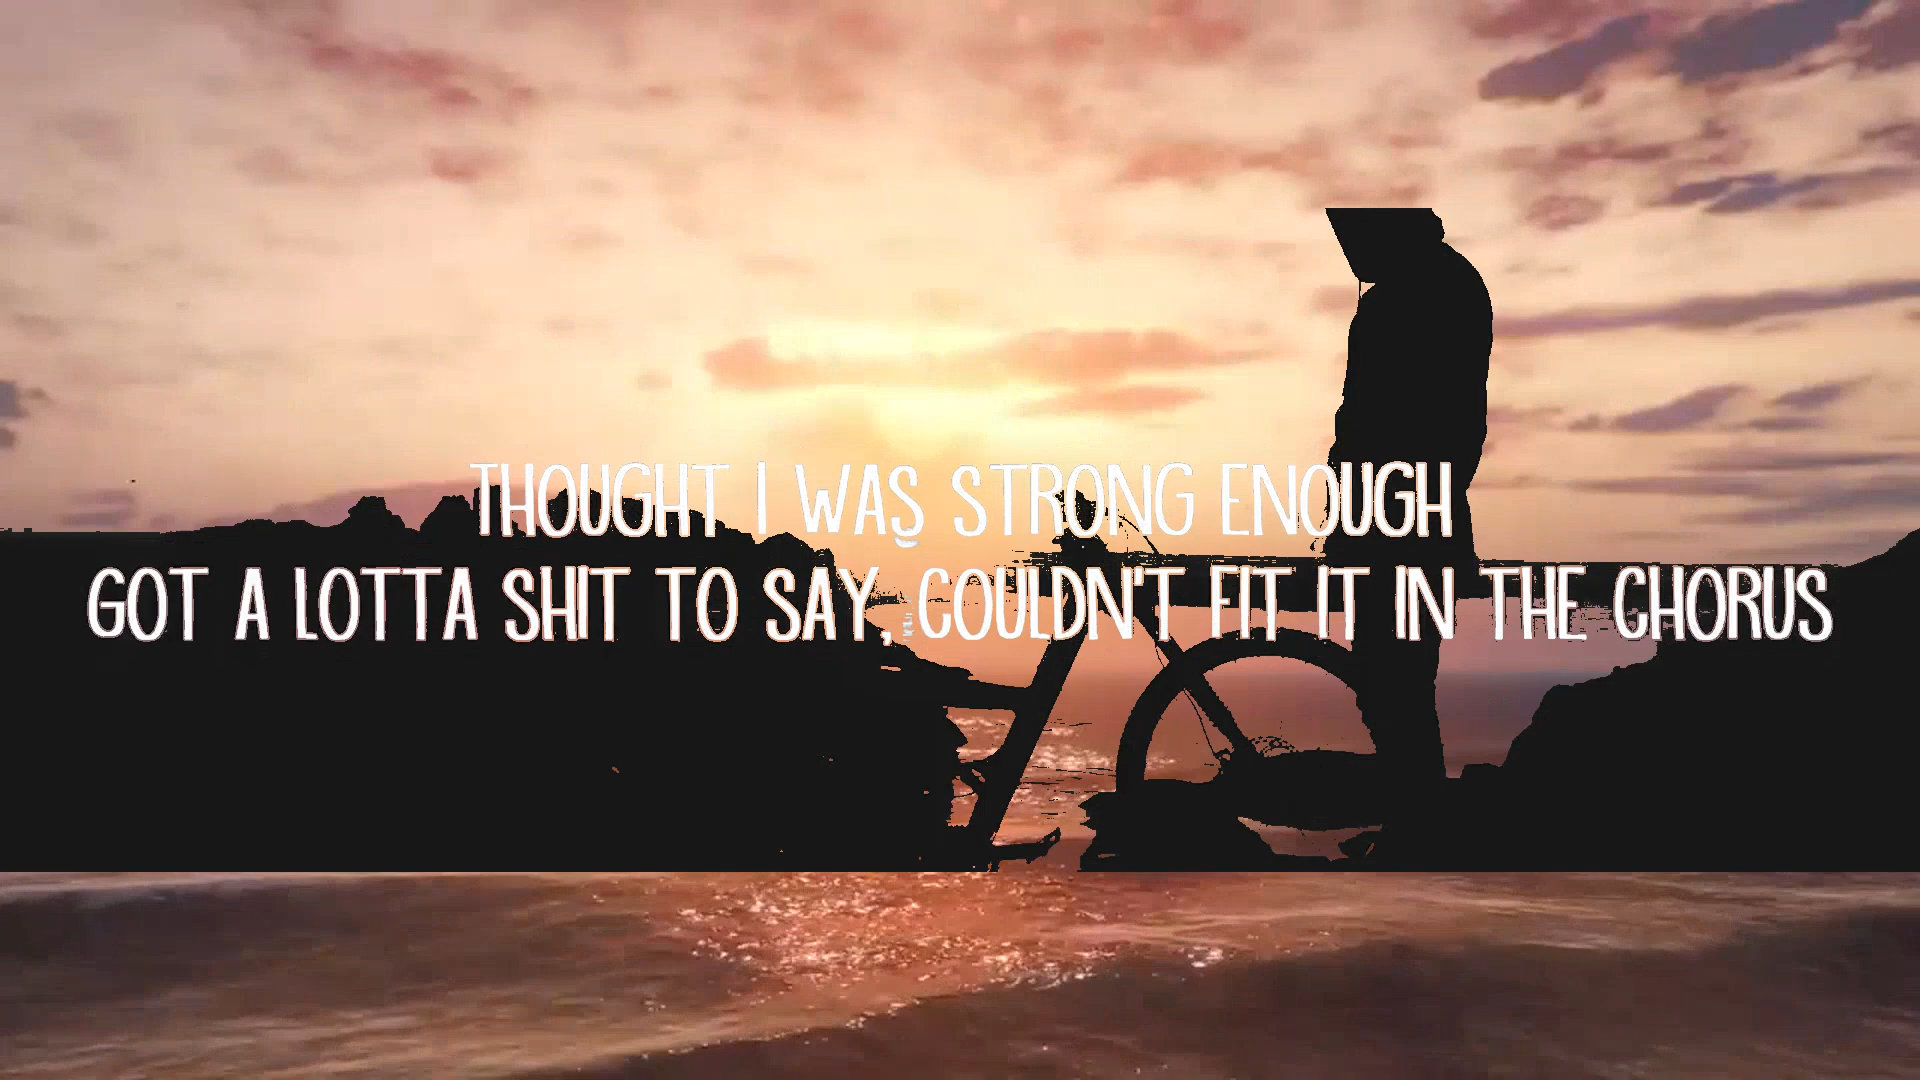 THOUGHT I WAS STRONG ENOUGH
GOT A LOTTA SHIT TO SAY, COULDN'T FIT IT IN THE CHORUS